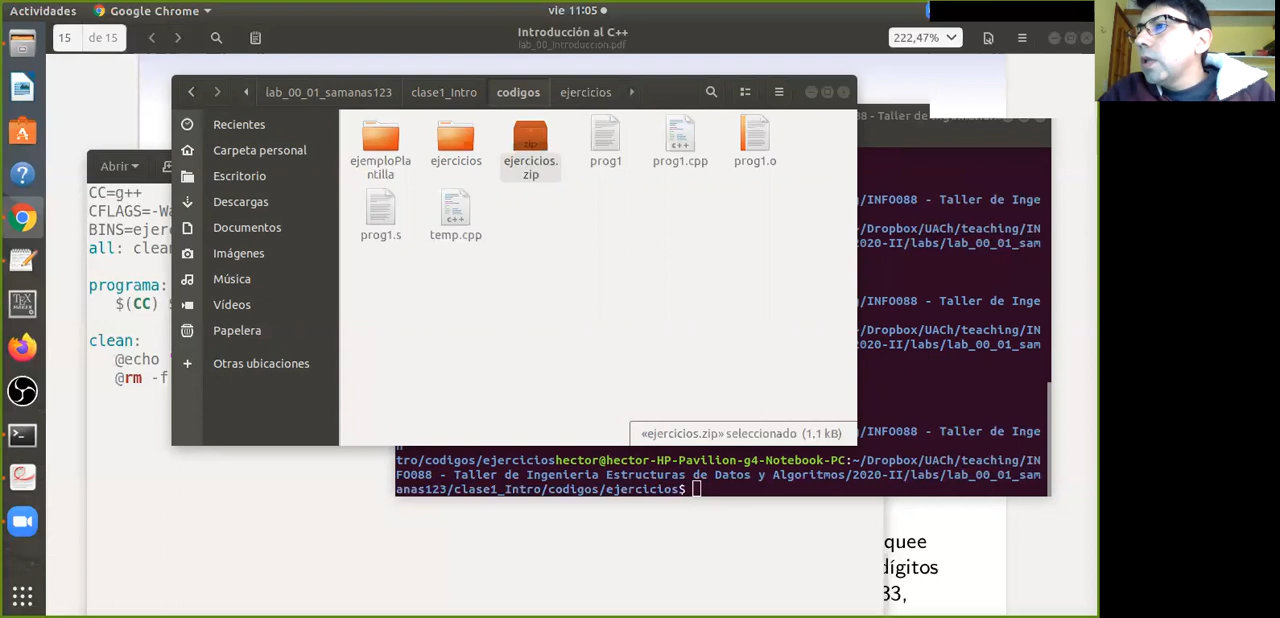 Actividades
Google Chrome
vie 11:05
15
de 15
Introducción al C++
lab_00_Introduccion.pdf
222,47%
lab_00_01_samanas123
clase1_Intro
codigos
ejercicios
Recientes
Carpeta personal
Escritorio
Descargas
Documentos
Imágenes
Música
Vídeos
Papelera
Otras ubicaciones
ejemploPla
ntilla
ejercicios
ejercicios.
zip
prog1
prog1.cpp
prog1.o
prog1.s
temp.cpp
«ejercicios.zip» seleccionado (1,1 kB)
Abrir
CC=g++
CFLAGS=-Wa
BINS=ejer
all: clea
programa:
$(CC)
clean:
@echo
@rm -f
88 - Taller de
g/INFO088 - Taller de Inge
~/Dropbox/UACh/teaching/IN
2020-II/labs/lab_00_01_sam
/INFO088 - Taller de Inge
~/Dropbox/UACh/teaching/IN
2020-II/labs/lab_00_01_sam
/INFO088 - Taller de Inge
tro/codigos/ejercicioshector@hector-HP-Pavilion-g4-Notebook-PC:~/Dropbox/UACh/teaching/IN
FO088 - Taller de Ingenieria Estructuras de Datos y Algoritmos/2020-II/labs/lab_00_01_sam
anas123/clase1_Intro/codigos/ejercicios$
quee
dígitos
33,